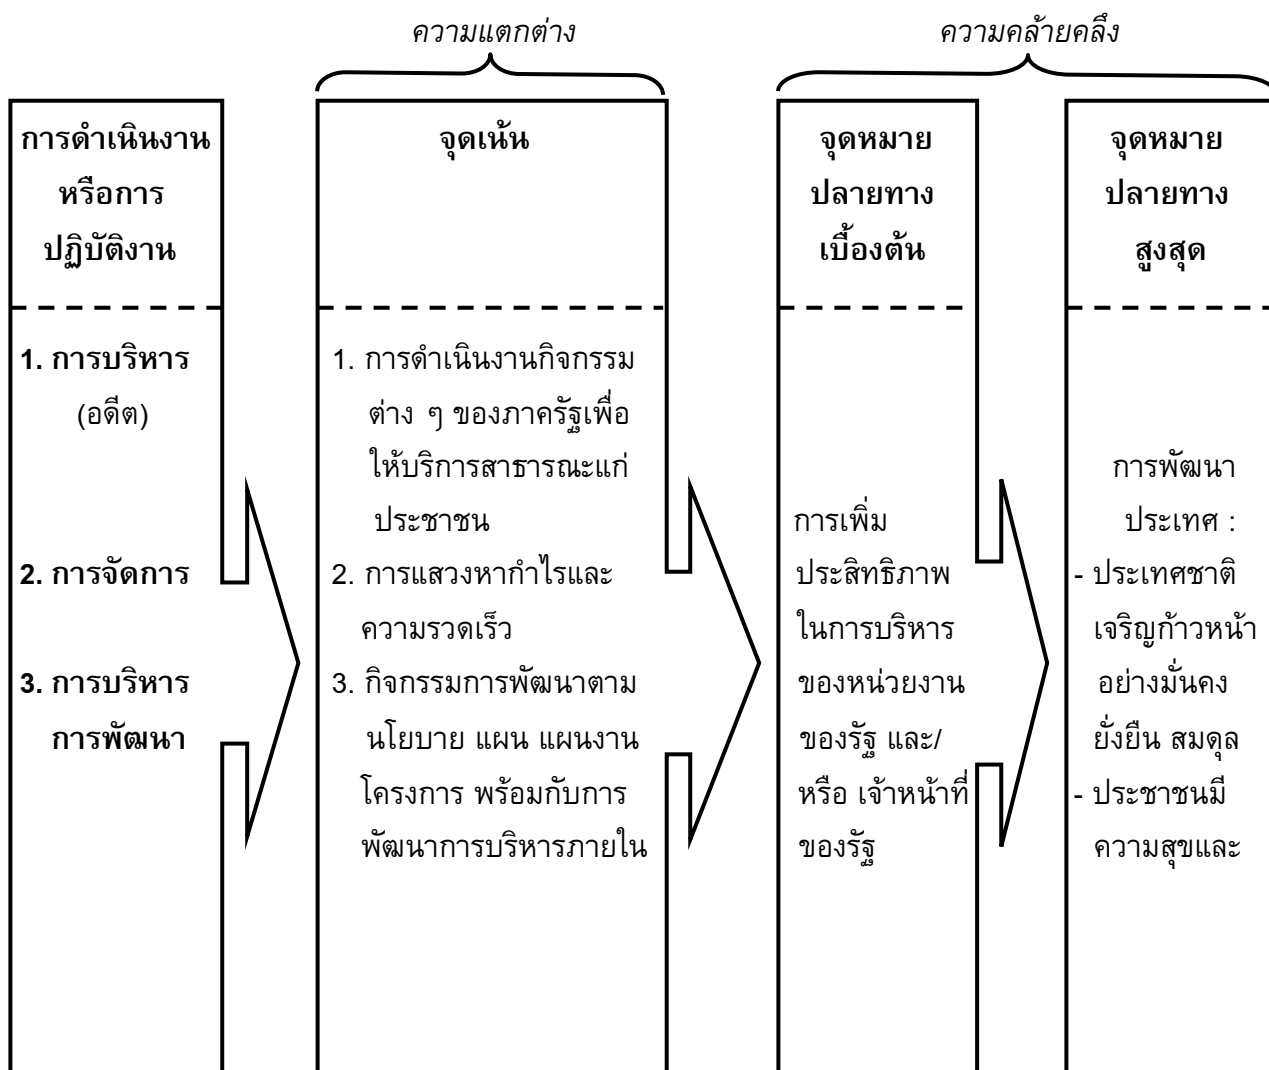 ความแตกต่าง
ความคล้ายคลึง
การดำเนินงาน
หรือการ
ปฏิบัติงาน
1. การบริหาร
(อดีต)
2. การจัดการ
3. การบริหาร
การพัฒนา
จุดเน้น
1. การดำเนินงานกิจกรรม
ต่าง ๆ ของภาครัฐเพื่อ
ให้บริการสาธารณะแก่
ประชาชน
2. การแสวงหากำไรและ
ความรวดเร็ว
3. กิจกรรมการพัฒนาตาม
นโยบาย แผน แผนงาน
โครงการ พร้อมกับการ
พัฒนาการบริหารภายใน
จุดหมาย
ปลายทาง
เบื้องต้น
การเพิ่ม
ประสิทธิภาพ
ในการบริหาร
ของหน่วยงาน
ของรัฐ และ/
หรือ เจ้าหน้าที่
ของรัฐ
จุดหมาย
ปลายทาง
สูงสุด
การพัฒนา
ประเทศ :
- ประเทศชาติ
เจริญก้าวหน้า
อย่างมั่นคง
ยั่งยืน สมดุล
- ประชาชนมี
ความสุขและ